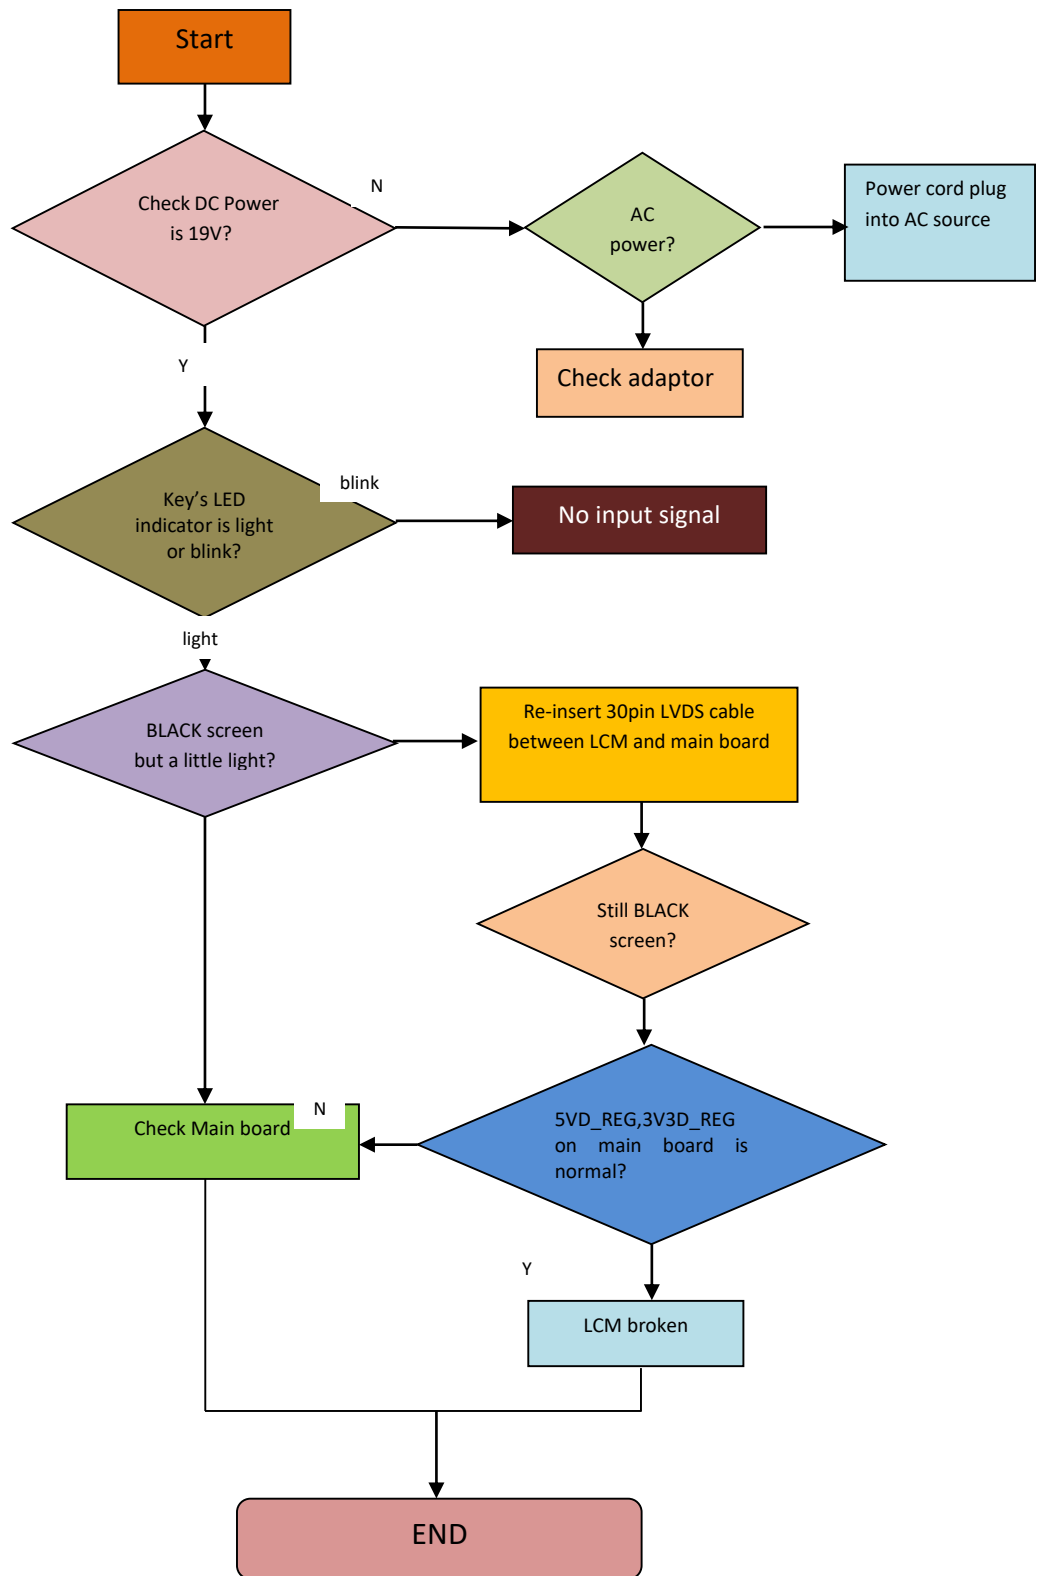 Start
Check DC Power
is 19V?
N
AC
power?
Power cord plug
into AC source
Y
Check adaptor
Key’s LED
indicator is light
or blink?
blink
No input signal
light
BLACK screen
but a little light?
Re-insert 30pin LVDS cable
between LCM and main board
Still BLACK
screen?
5VD_REG,3V3D_REG
on main board is
normal?
N
Check Main board
Y
LCM broken
END